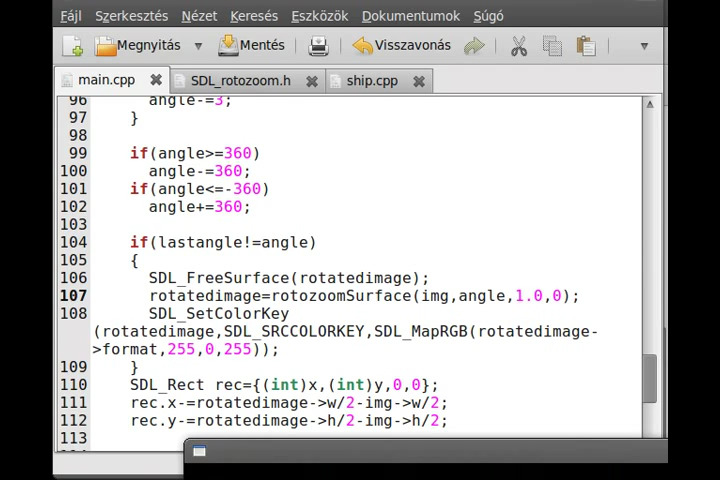 Fájl Szerkesztés Nézet Keresés Eszközök Dokumentumok Súgó
Megnyitás Mentés Visszavonás
main.cpp SDL_rotozoom.h ship.cpp
96 angle-=3;
97 }
98
99 if(angle>=360)
100 angle-=360;
101 if(angle<=-360)
102 angle+=360;
103
104 if(lastangle!=angle)
105 {
106 SDL_FreeSurface(rotatedimage);
107 rotatedimage=rotozoomSurface(img,angle,1.0,0);
108 SDL_SetColorKey
(rotatedimage,SDL_SRCCOLORKEY,SDL_MapRGB(rotatedimage-
>format,255,0,255));
109 }
110 SDL_Rect rec={(int)x,(int)y,0,0};
111 rec.x-=rotatedimage->w/2-img->w/2;
112 rec.y-=rotatedimage->h/2-img->h/2;
113